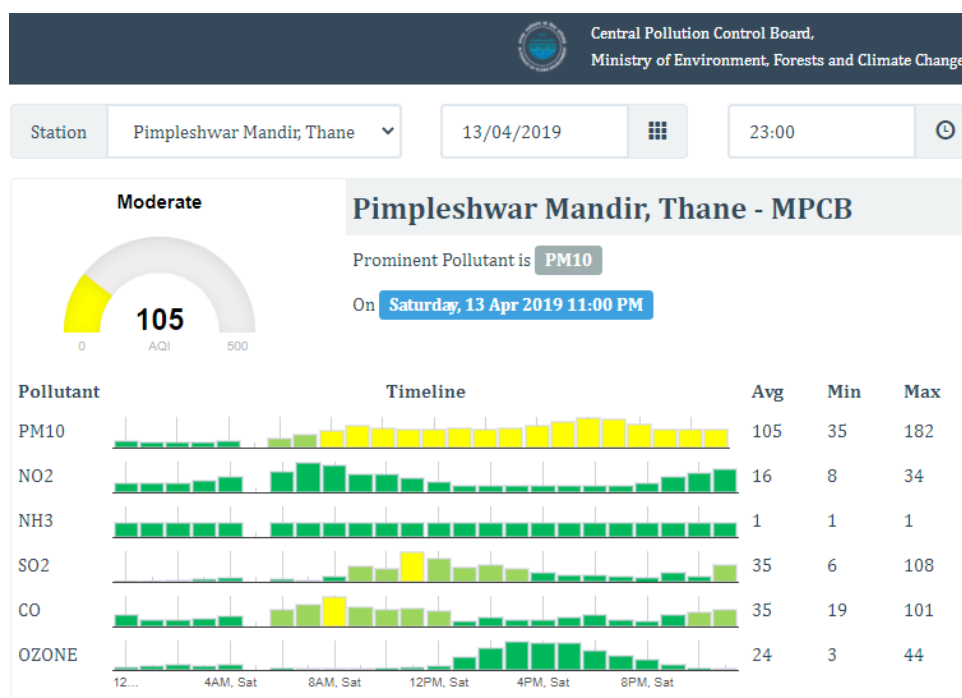 Central Pollution Control Board,
Ministry of Environment, Forests and Climate Change
Station Pimpleshwar Mandir, Thane 13/04/2019 23:00
Moderate
105
0 AQI 500
Pimpleshwar Mandir, Thane - MPCB
Prominent Pollutant is PM10
On Saturday, 13 Apr 2019 11:00 PM
Pollutant Timeline Avg Min Max
PM10 105 35 182
NO2 16 8 34
NH3 1 1 1
SO2 35 6 108
CO 35 19 101
OZONE 24 3 44
12... 4AM, Sat 8AM, Sat 12PM, Sat 4PM, Sat 8PM, Sat